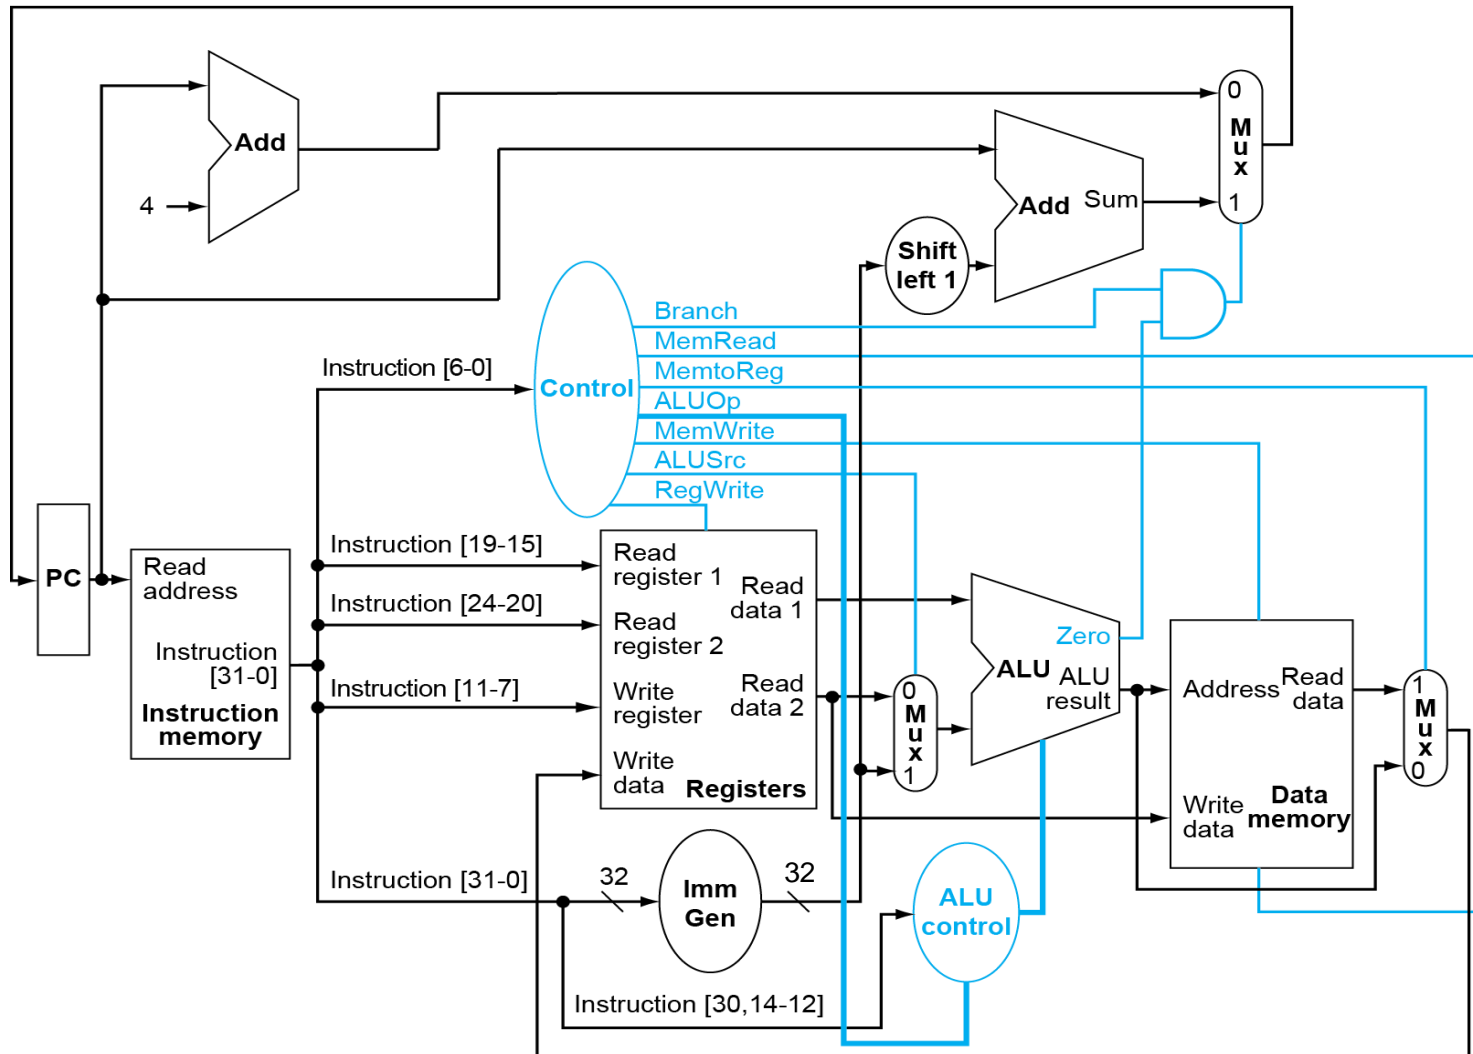 Add
4
0
M
u
x
1
Add Sum
Shift
left 1
Branch
MemRead
MemtoReg
ALUOp
MemWrite
ALUSrc
RegWrite
Instruction [6-0]
Control
PC
Read
address
Instruction
[31-0]
Instruction
memory
Instruction [19-15]
Instruction [24-20]
Instruction [11-7]
Read
register 1
Read
data 1
Read
register 2
Write
register
Read
data 2
Write
data
Registers
0
M
u
x
1
Zero
ALU
ALU
result
Address
Read
data
Write
data
Data
memory
1
M
u
x
0
Instruction [31-0]
32
Imm
Gen
32
ALU
control
Instruction [30,14-12]